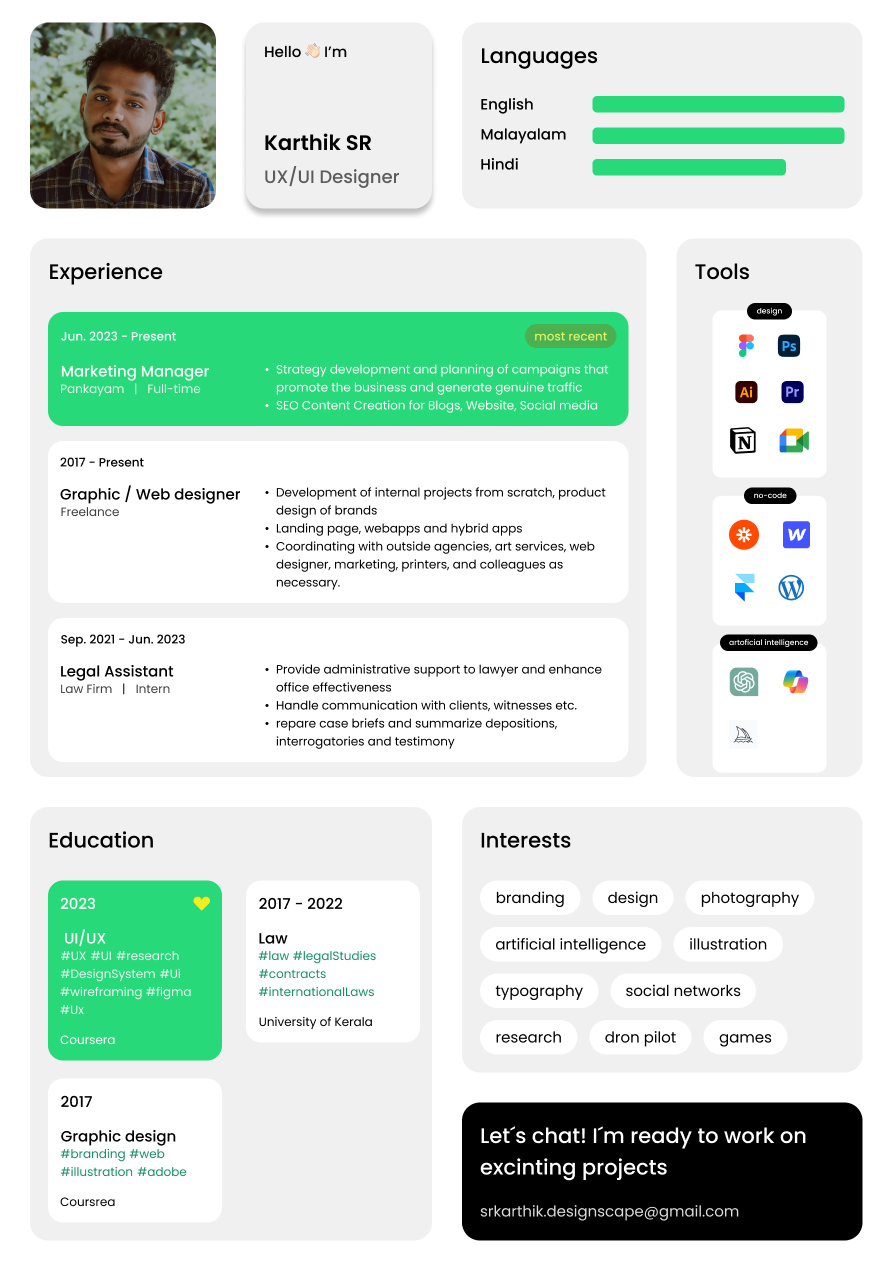 Hello 👋🏻 I’m
Karthik SR
UX/UI Designer
Languages
English
Malayalam
Hindi
Experience
Jun. 2023 - Present
most recent
Marketing Manager
Pankayam | Full-time
• Strategy development and planning of campaigns that
promote the business and generate genuine traffic
• SEO Content Creation for Blogs, Website, Social media
2017 - Present
Graphic / Web designer
Freelance
• Development of internal projects from scratch, product
design of brands
• Landing page, webapps and hybrid apps
• Coordinating with outside agencies, art services, web
designer, marketing, printers, and colleagues as
necessary.
Sep. 2021 - Jun. 2023
Legal Assistant
Law Firm | Intern
• Provide administrative support to lawyer and enhance
office effectiveness
• Handle communication with clients, witnesses etc.
• repare case briefs and summarize depositions,
interrogatories and testimony
Tools
design
Ps
Ai
Pr
N
no-code
W
W
artoficial intelligence
Education
2023
UI/UX
#UX #UI #research
#DesignSystem #Ui
#wireframing #figma
#Ux
Coursera
2017 - 2022
Law
#law #legalStudies
#contracts
#internationalLaws
University of Kerala
2017
Graphic design
#branding #web
#illustration #adobe
Coursrea
Interests
branding
design
photography
artificial intelligence
illustration
typography
social networks
research
dron pilot
games
Let´s chat! I´m ready to work on
excinting projects
srkarthik.designscape@gmail.com